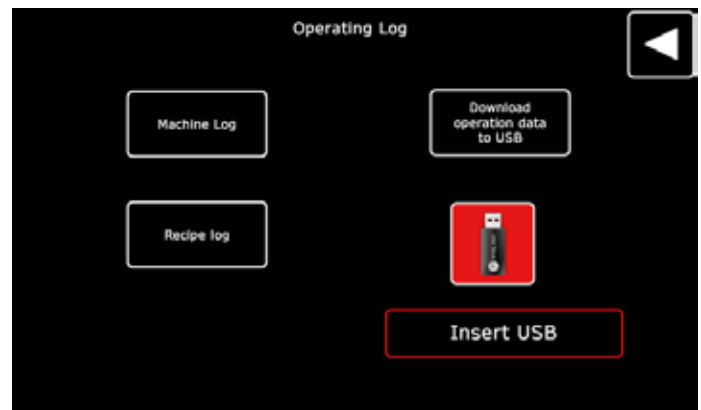 Operating Log
Machine Log
Download
operation data
to USB
Recipe log
Insert USB